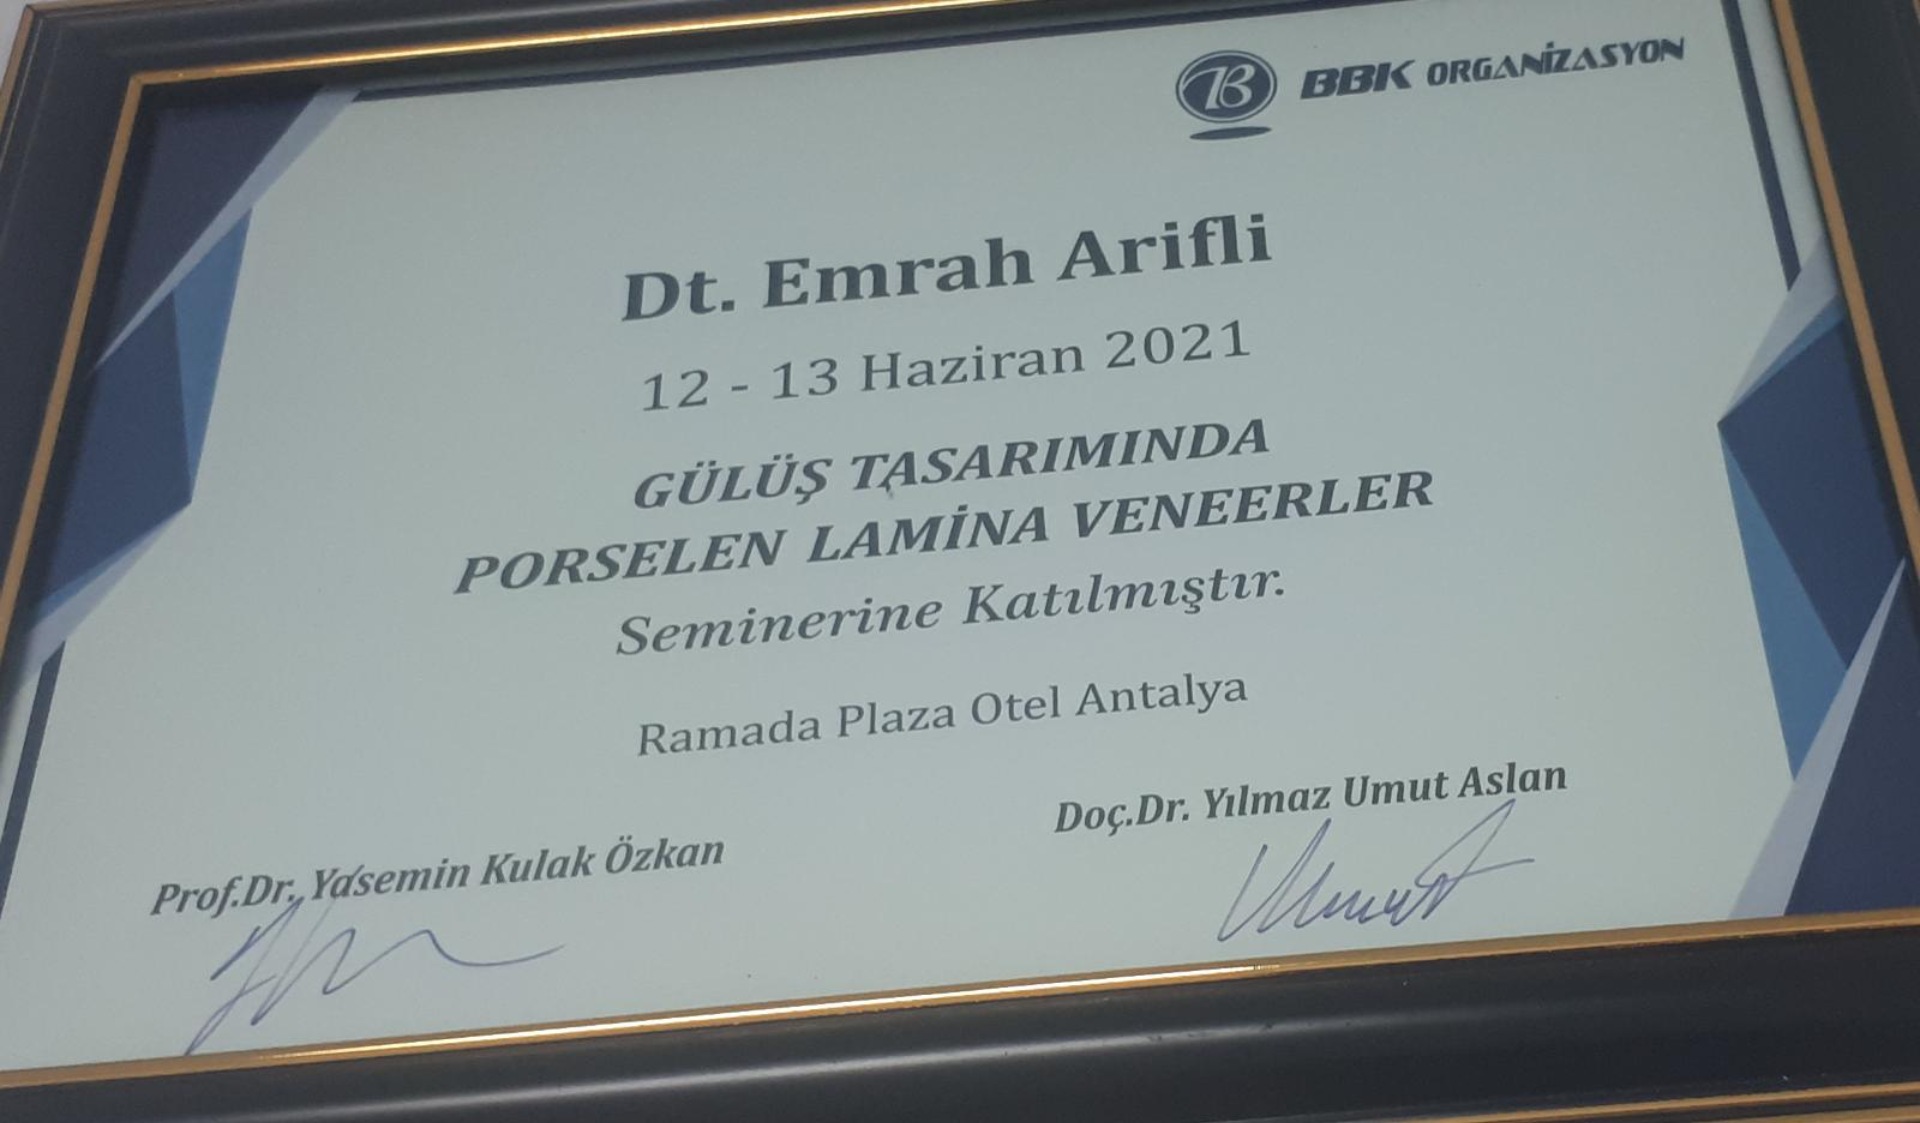 BBK ORGANİZASYON
Dt. Emrah Arifli
12 - 13 Haziran 2021
GÜLÜŞ TASARIMINDA
PORSELEN LAMİNA VENEERLER
Seminerine Katılmıştır.
Ramada Plaza Otel Antalya
Doç.Dr. Yılmaz Umut Aslan
Prof.Dr. Yasemin Kulak Özkan